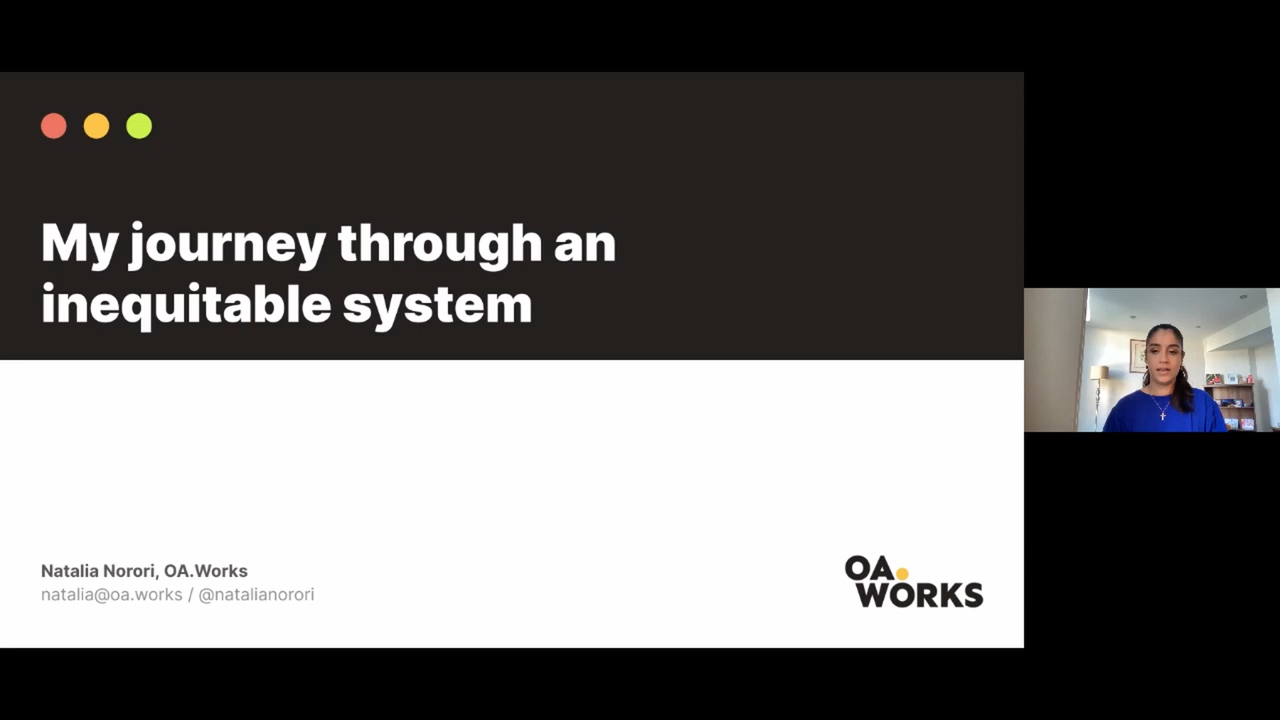 My journey through an
inequitable system
Natalia Norori, OA.Works
natalia@oa.works / @natalianorori
OA.
WORKS